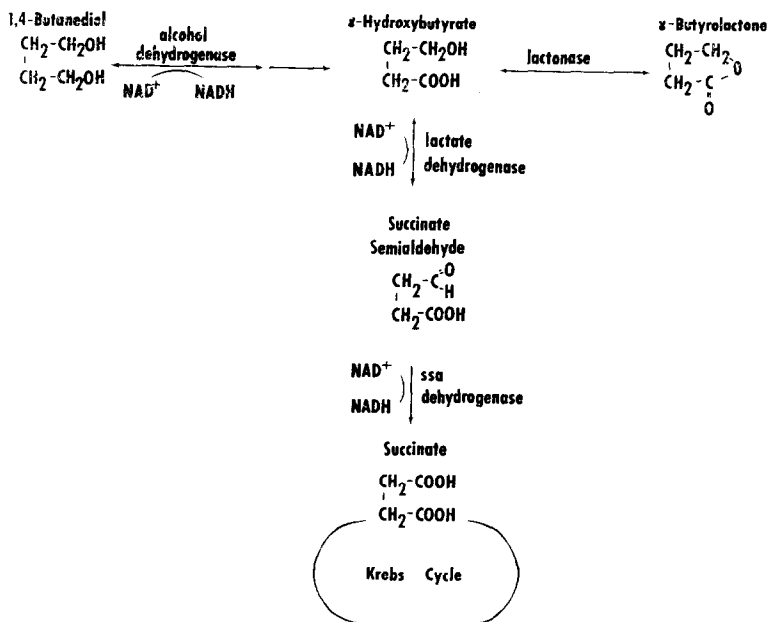 1,4-Butanediol
CH2-CH2OH
CH2-CH2OH
alcohol
dehydrogenase
NAD+ NADH
ɤ-Hydroxybutyrate
CH2-CH2OH
CH2-COOH
lactonase
ɤ-Butyrolactone
CH2-CH2
CH2-C O
O
NAD+
NADH
lactate
dehydrogenase
Succinate
Semialdehyde
CH2-C O
H
CH2-COOH
NAD+
NADH
ssa
dehydrogenase
Succinate
CH2-COOH
CH2-COOH
Krebs Cycle